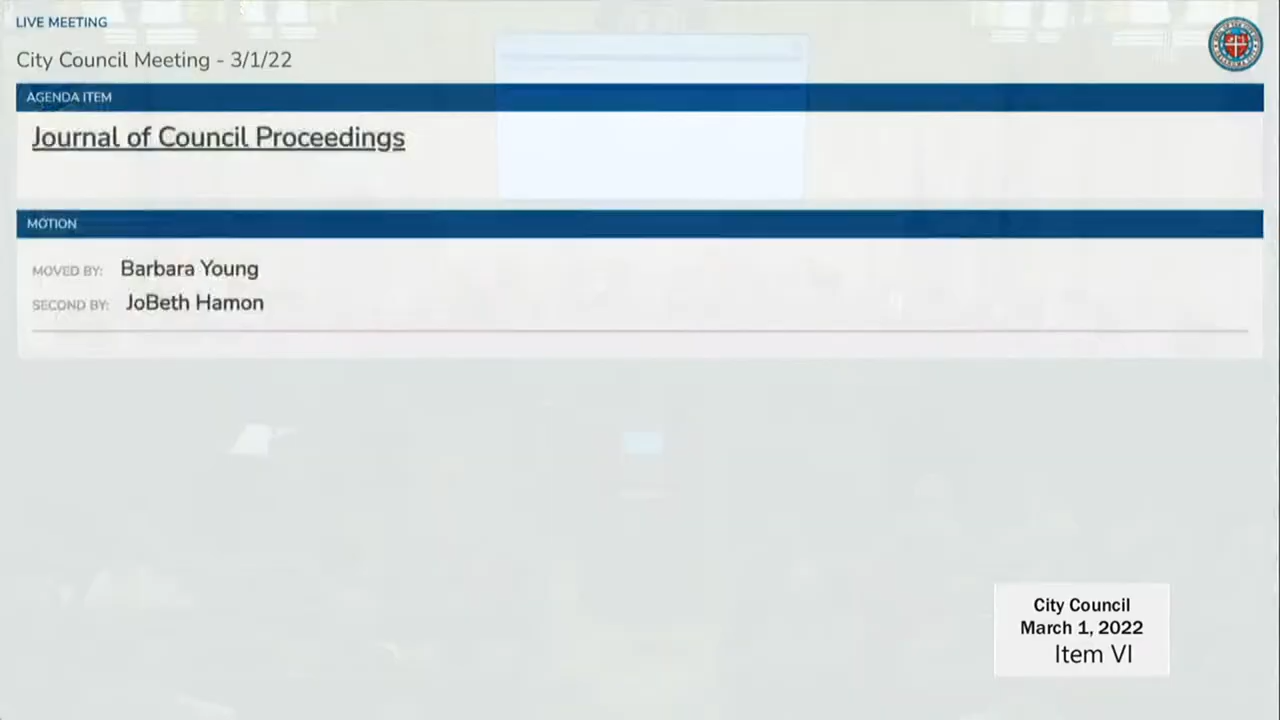 LIVE MEETING
City Council Meeting - 3/1/22
AGENDA ITEM
Journal of Council Proceedings
MOTION
MOVED BY: Barbara Young
SECOND BY: JoBeth Hamon
City Council
March 1, 2022
Item VI